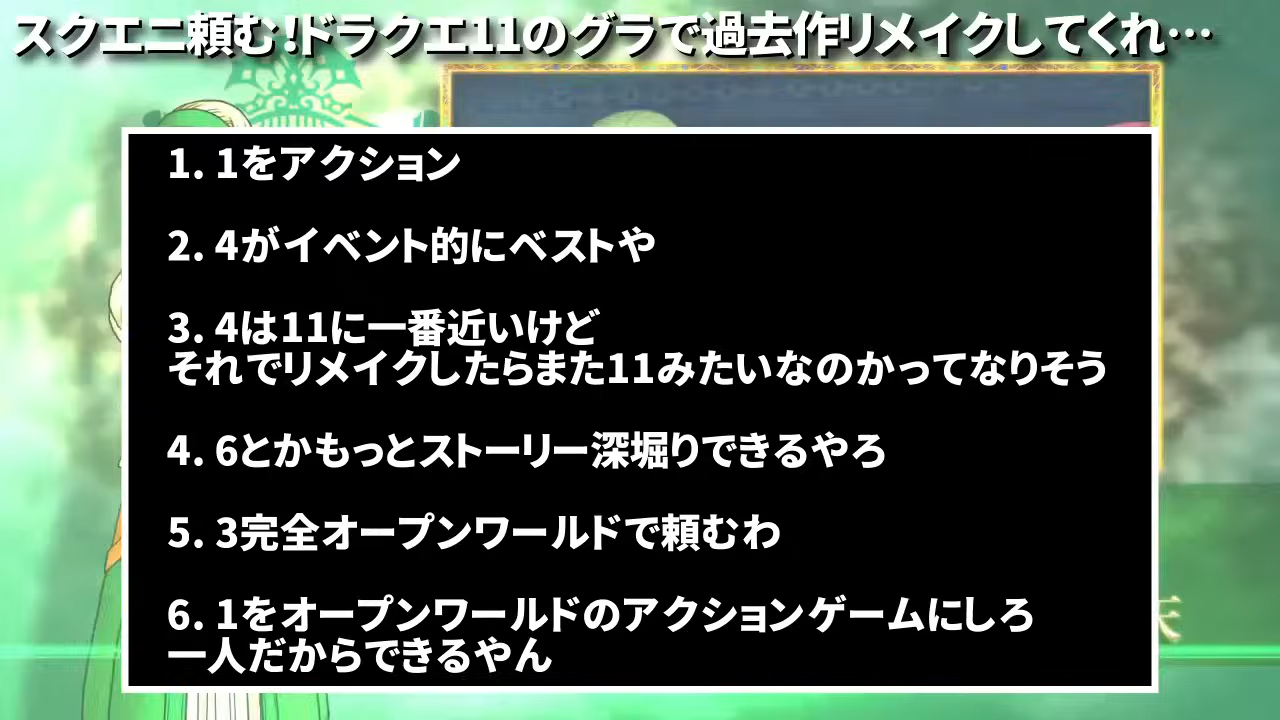 スクエニ頼む!ドラクエ11のグラで過去作リメイクしてくれ…
1. 1をアクション
2. 4がイベント的にベストや
3. 4は11に一番近いけど
それでリメイクしたらまた11みたいなのかってなりそう
4. 6とかもっとストーリー深堀りできるやろ
5. 3完全オープンワールドで頼むわ
6. 1をオープンワールドのアクションゲームにしろ
一人だからできるやん